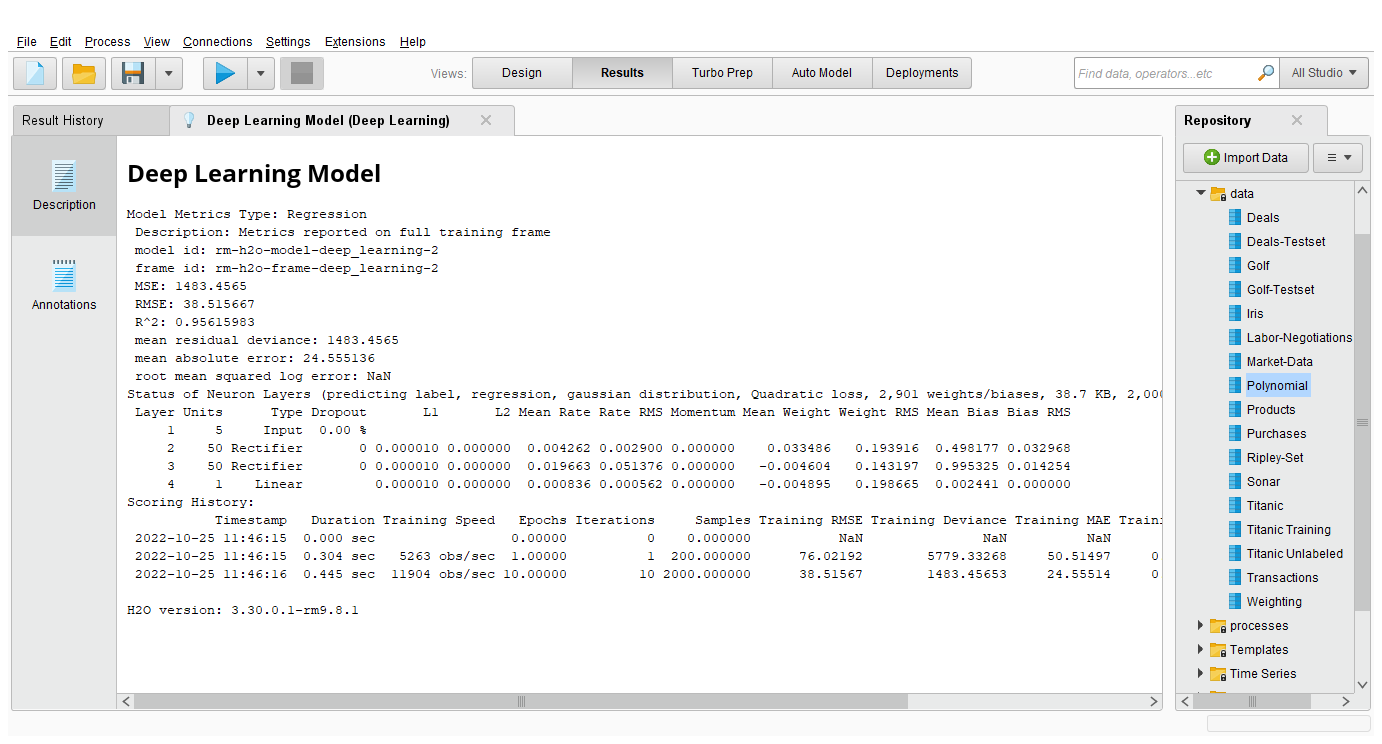 File Edit Process View Connections Settings Extensions Help
Views: Design Results Turbo Prep Auto Model Deployments Find data, operators...etc All Studio
Result History Deep Learning Model (Deep Learning) Repository
Description
Annotations
Deep Learning Model
Model Metrics Type: Regression
Description: Metrics reported on full training frame
model id: rm-h2o-model-deep_learning-2
frame id: rm-h2o-frame-deep_learning-2
MSE: 1483.4565
RMSE: 38.515667
R^2: 0.95615983
mean residual deviance: 1483.4565
mean absolute error: 24.555136
root mean squared log error: NaN
Status of Neuron Layers (predicting label, regression, gaussian distribution, Quadratic loss, 2,901 weights/biases, 38.7 KB, 2,000
Layer Units Type Dropout L1 L2 Mean Rate Rate RMS Momentum Mean Weight Weight RMS Mean Bias Bias RMS
1 5 Input 0.00 %
2 50 Rectifier 0 0.000010 0.000000 0.004262 0.002900 0.000000 0.033486 0.193916 0.498177 0.032968
3 50 Rectifier 0 0.000010 0.000000 0.019663 0.051376 0.000000 -0.004604 0.143197 0.995325 0.014254
4 1 Linear 0.000010 0.000000 0.000836 0.000562 0.000000 -0.004895 0.198665 0.002441 0.000000
Scoring History:
Timestamp Duration Training Speed Epochs Iterations Samples Training RMSE Training Deviance Training MAE Traini
2022-10-25 11:46:15 0.000 sec 0.00000 0 0.000000 NaN NaN NaN
2022-10-25 11:46:15 0.304 sec 5263 obs/sec 1.00000 1 200.000000 76.02192 5779.33268 50.51497 0
2022-10-25 11:46:16 0.445 sec 11904 obs/sec 10.00000 10 2000.000000 38.51567 1483.45653 24.55514 0
H2O version: 3.30.0.1-rm9.8.1
Import Data
data
Deals
Deals-Testset
Golf
Golf-Testset
Iris
Labor-Negotiations
Market-Data
Polynomial
Products
Purchases
Ripley-Set
Sonar
Titanic
Titanic Training
Titanic Unlabeled
Transactions
Weighting
processes
Templates
Time Series